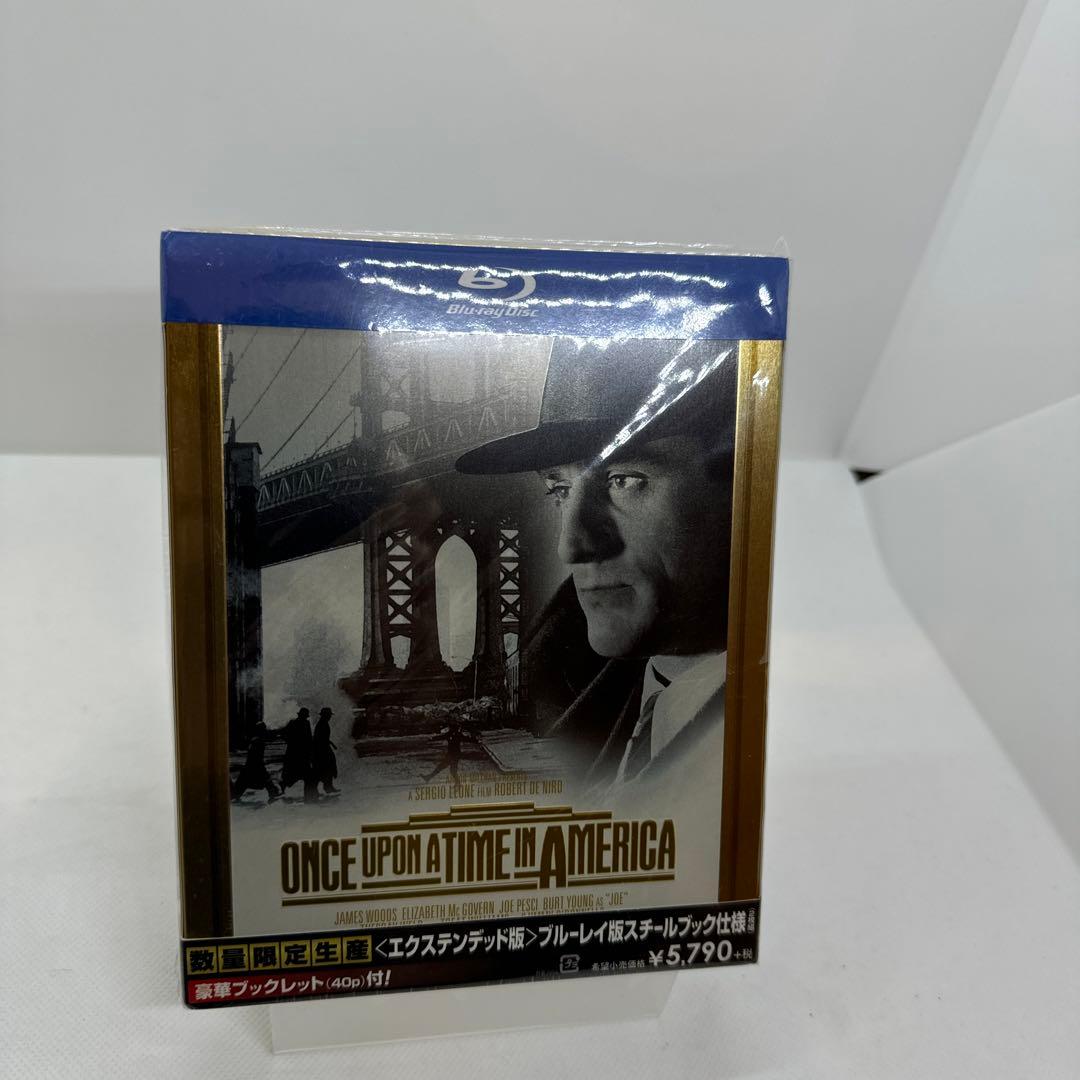 Blu-ray Disc
A SERGIO LEONE FILM ROBERT DE NIRO
ONCE UPON A TIME IN AMERICA
JAMES WOODS ELIZABETH McGOVERN JOE PESCI BURT YOUNG AS "JOE"
数量限定生産 〈エクステンデッド版〉ブルーレイ版スチールブック仕様
豪華ブックレット(40p)付! 希望小売価格 ¥5,790+税